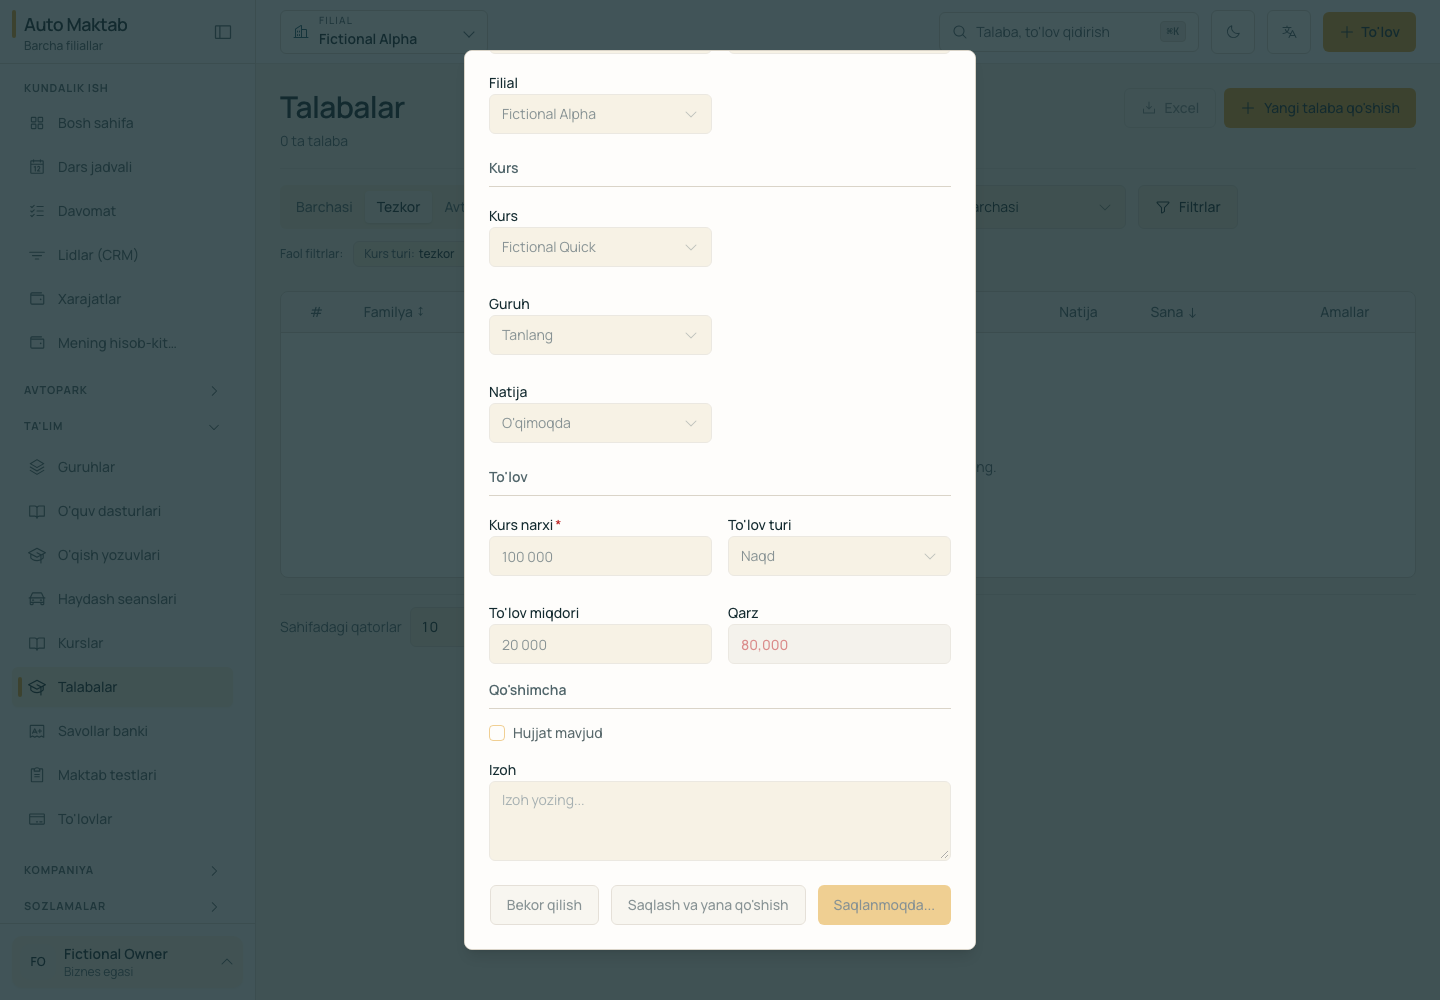 Auto Maktab
Barcha filiallar
FILIAL
Fictional Alpha
Talaba, to'lov qidirish
⌘K
To'lov
KUNDALIK ISH
Bosh sahifa
Dars jadvali
Davomat
Lidlar (CRM)
Xarajatlar
Mening hisob-kit...
AVTOPARK
TA'LIM
Guruhlar
O'quv dasturlari
O'qish yozuvlari
Haydash seanslari
Kurslar
Talabalar
Savollar banki
Maktab testlari
To'lovlar
KOMPANIYA
SOZLAMALAR
FO
Fictional Owner
Biznes egasi
Talabalar
0 ta talaba
Excel
Yangi talaba qo'shish
Barchasi
Tezkor
Filtrlar
Faol filtrlar:
Kurs turi: tezkor
#
Familya
Natija
Sana
Amallar
Sahifadagi qatorlar
10
Filial
Fictional Alpha
Kurs
Kurs
Fictional Quick
Guruh
Tanlang
Natija
O'qimoqda
To'lov
Kurs narxi *
To'lov turi
100 000
Naqd
To'lov miqdori
Qarz
20 000
80,000
Qo'shimcha
Hujjat mavjud
Izoh
Izoh yozing...
Bekor qilish
Saqlash va yana qo'shish
Saqlanmoqda...